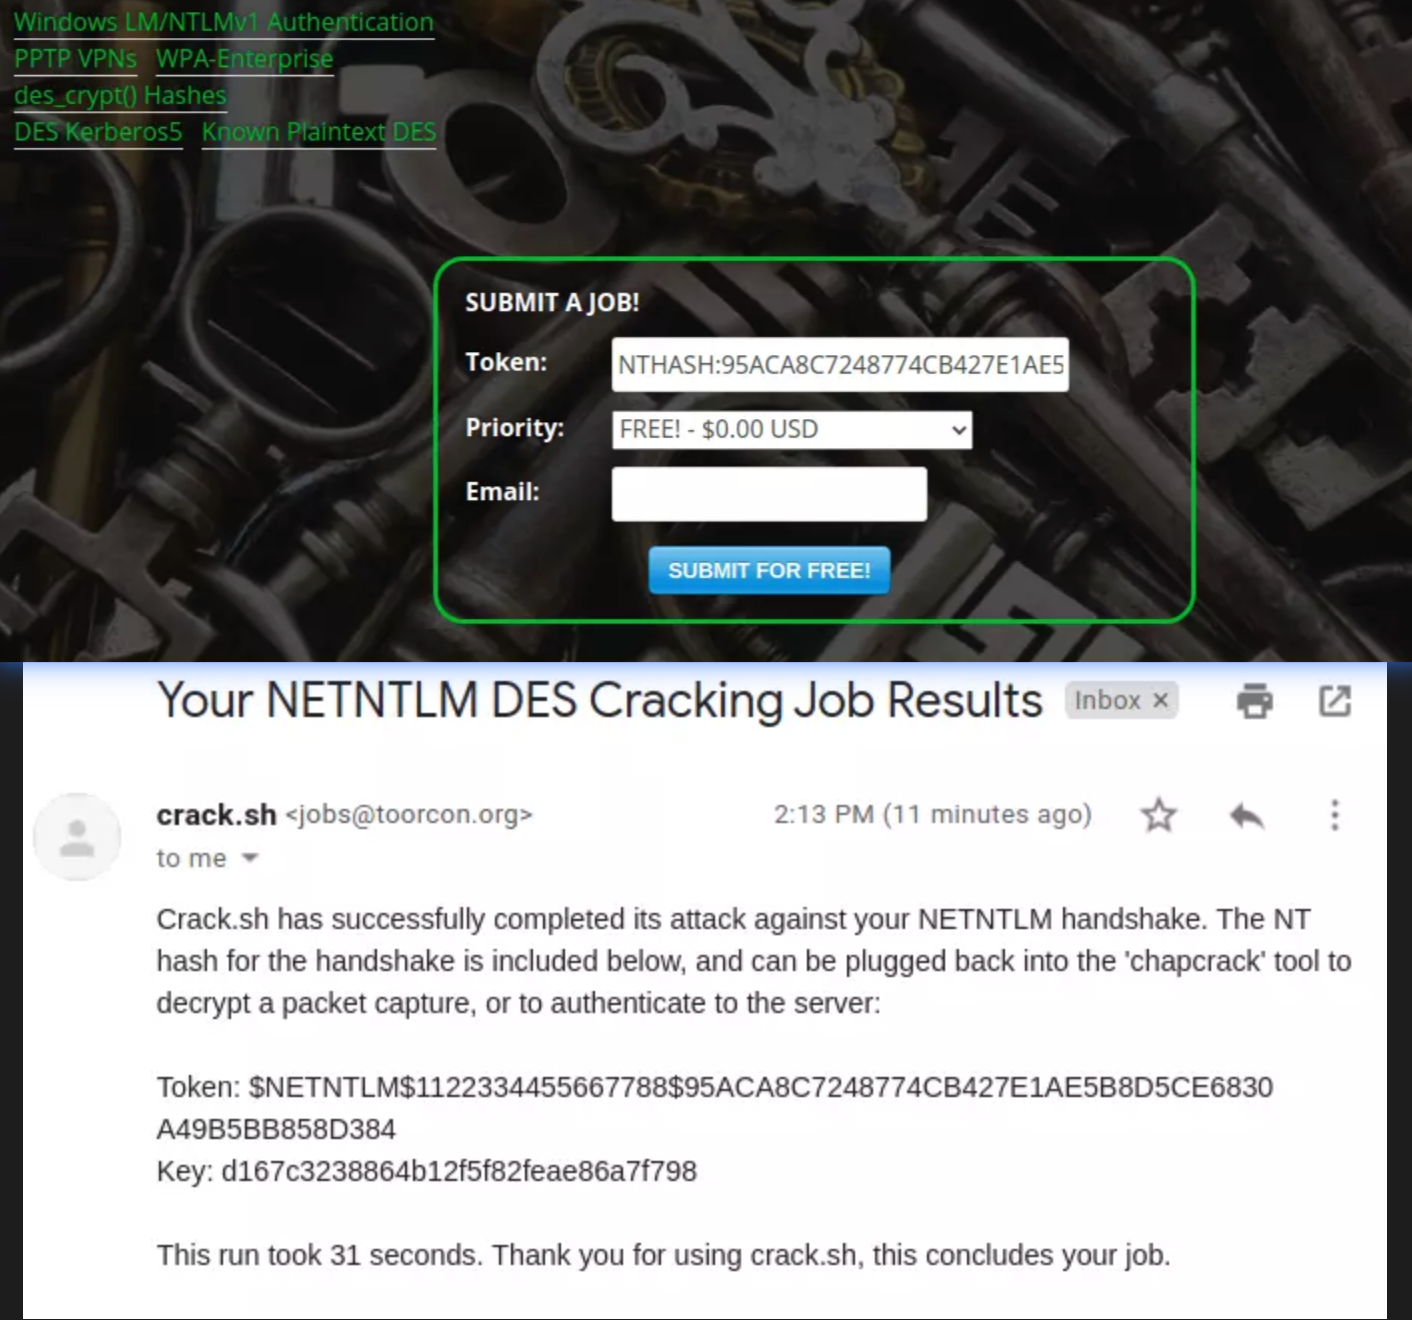 Windows LM/NTLMv1 Authentication
PPTP VPNs WPA-Enterprise
des_crypt() Hashes
DES Kerberos5 Known Plaintext DES
SUBMIT A JOB!
Token: NTHASH:95ACA8C7248774CB427E1AE5
Priority: FREE! - $0.00 USD
Email:
SUBMIT FOR FREE!
Your NETNTLM DES Cracking Job Results Inbox ×
crack.sh <jobs@toorcon.org> 2:13 PM (11 minutes ago)
to me
Crack.sh has successfully completed its attack against your NETNTLM handshake. The NT
hash for the handshake is included below, and can be plugged back into the 'chapcrack' tool to
decrypt a packet capture, or to authenticate to the server:
Token: $NETNTLM$1122334455667788$95ACA8C7248774CB427E1AE5B8D5CE6830
A49B5BB858D384
Key: d167c3238864b12f5f82feae86a7f798
This run took 31 seconds. Thank you for using crack.sh, this concludes your job.